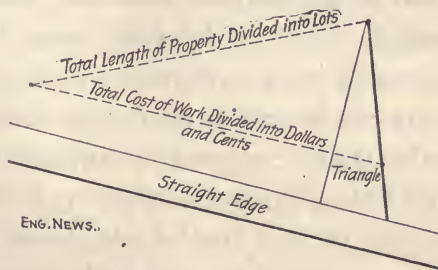 Total Length of Property Divided into Lots
Total Cost of Work Divided into Dollars
and Cents
Triangle
Straight Edge
ENG. NEWS.